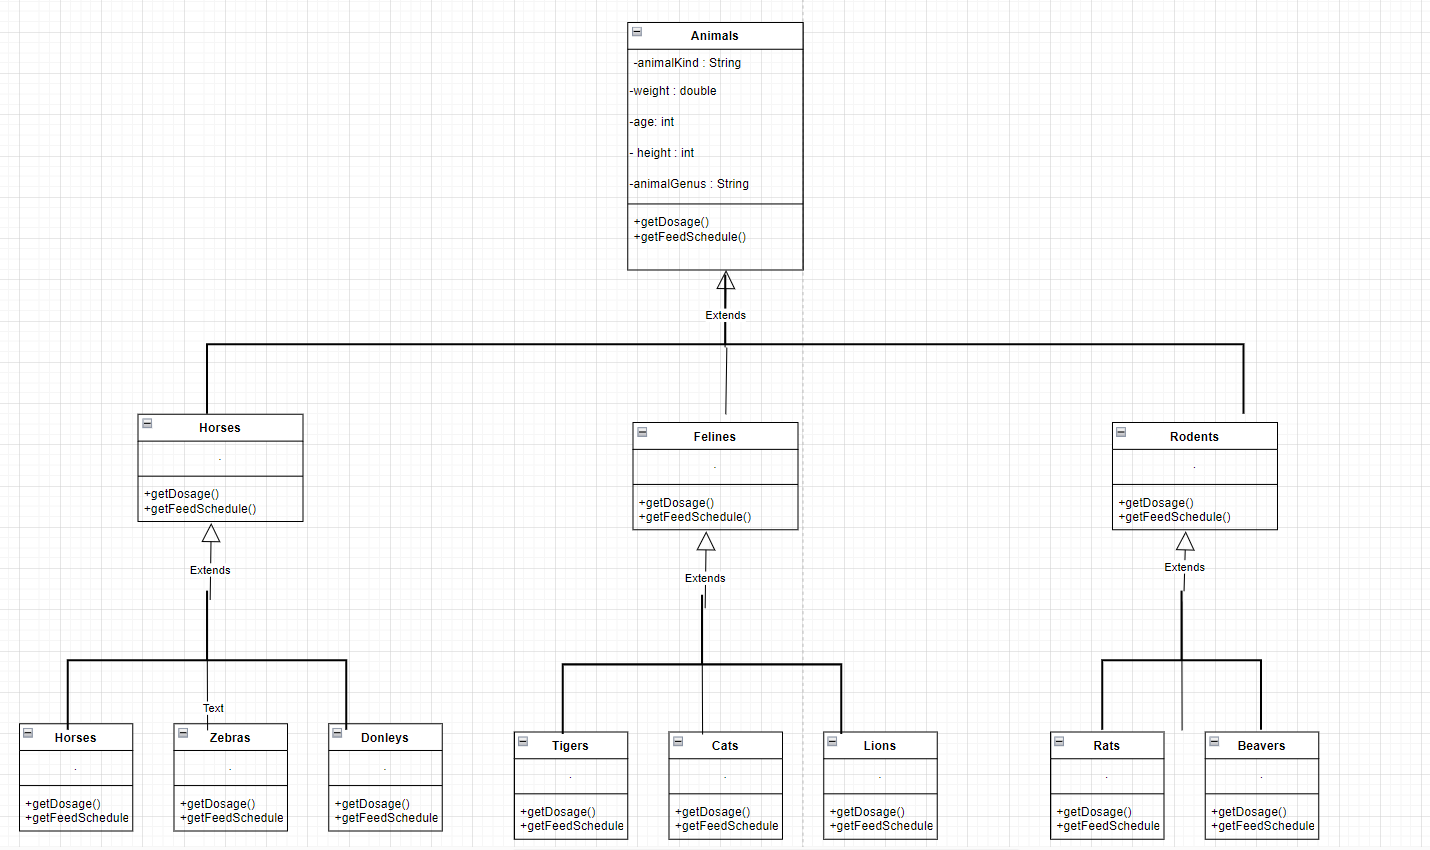 Animals
-animalKind : String
-weight : double
-age: int
- height : int
-animalGenus : String
+getDosage()
+getFeedSchedule()
Extends
Horses
.
+getDosage()
+getFeedSchedule()
Felines
.
+getDosage()
+getFeedSchedule()
Rodents
.
+getDosage()
+getFeedSchedule()
Extends
Extends
Extends
Text
Horses
.
+getDosage()
+getFeedSchedule
Zebras
.
+getDosage()
+getFeedSchedule
Donleys
.
+getDosage()
+getFeedSchedule
Tigers
.
+getDosage()
+getFeedSchedule
Cats
.
+getDosage()
+getFeedSchedule
Lions
.
+getDosage()
+getFeedSchedule
Rats
.
+getDosage()
+getFeedSchedule
Beavers
.
+getDosage()
+getFeedSchedule